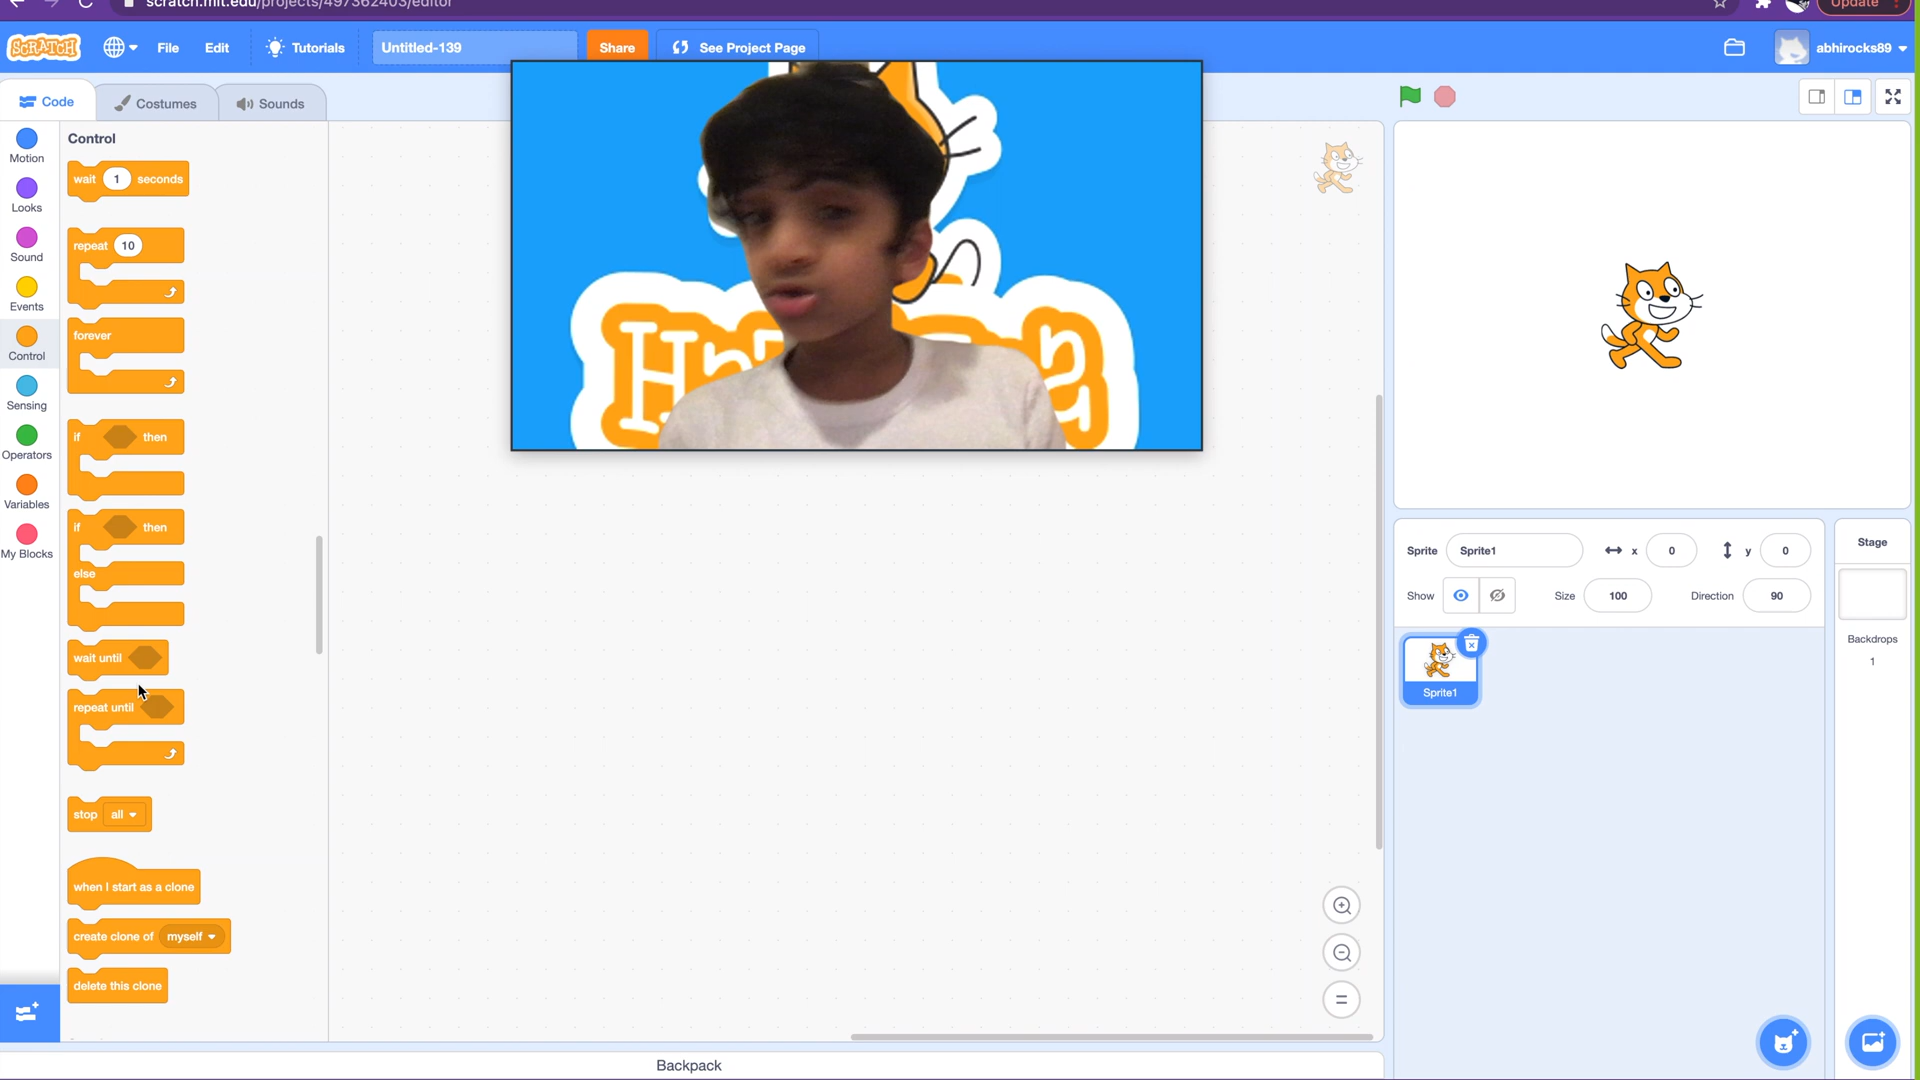 scratch.mit.edu/projects/497362403/editor
Update
SCRATCH
File
Edit
Tutorials
Untitled-139
Share
See Project Page
abhirocks89
Code
Costumes
Sounds
Motion
Looks
Sound
Events
Control
Sensing
Operators
Variables
My Blocks
Control
wait 1 seconds
repeat 10
forever
if then
if then
else
wait until
repeat until
stop all
when I start as a clone
create clone of myself
delete this clone
Sprite Sprite1 x 0 y 0
Show Size 100 Direction 90
Sprite1
Stage
Backdrops
1
Backpack